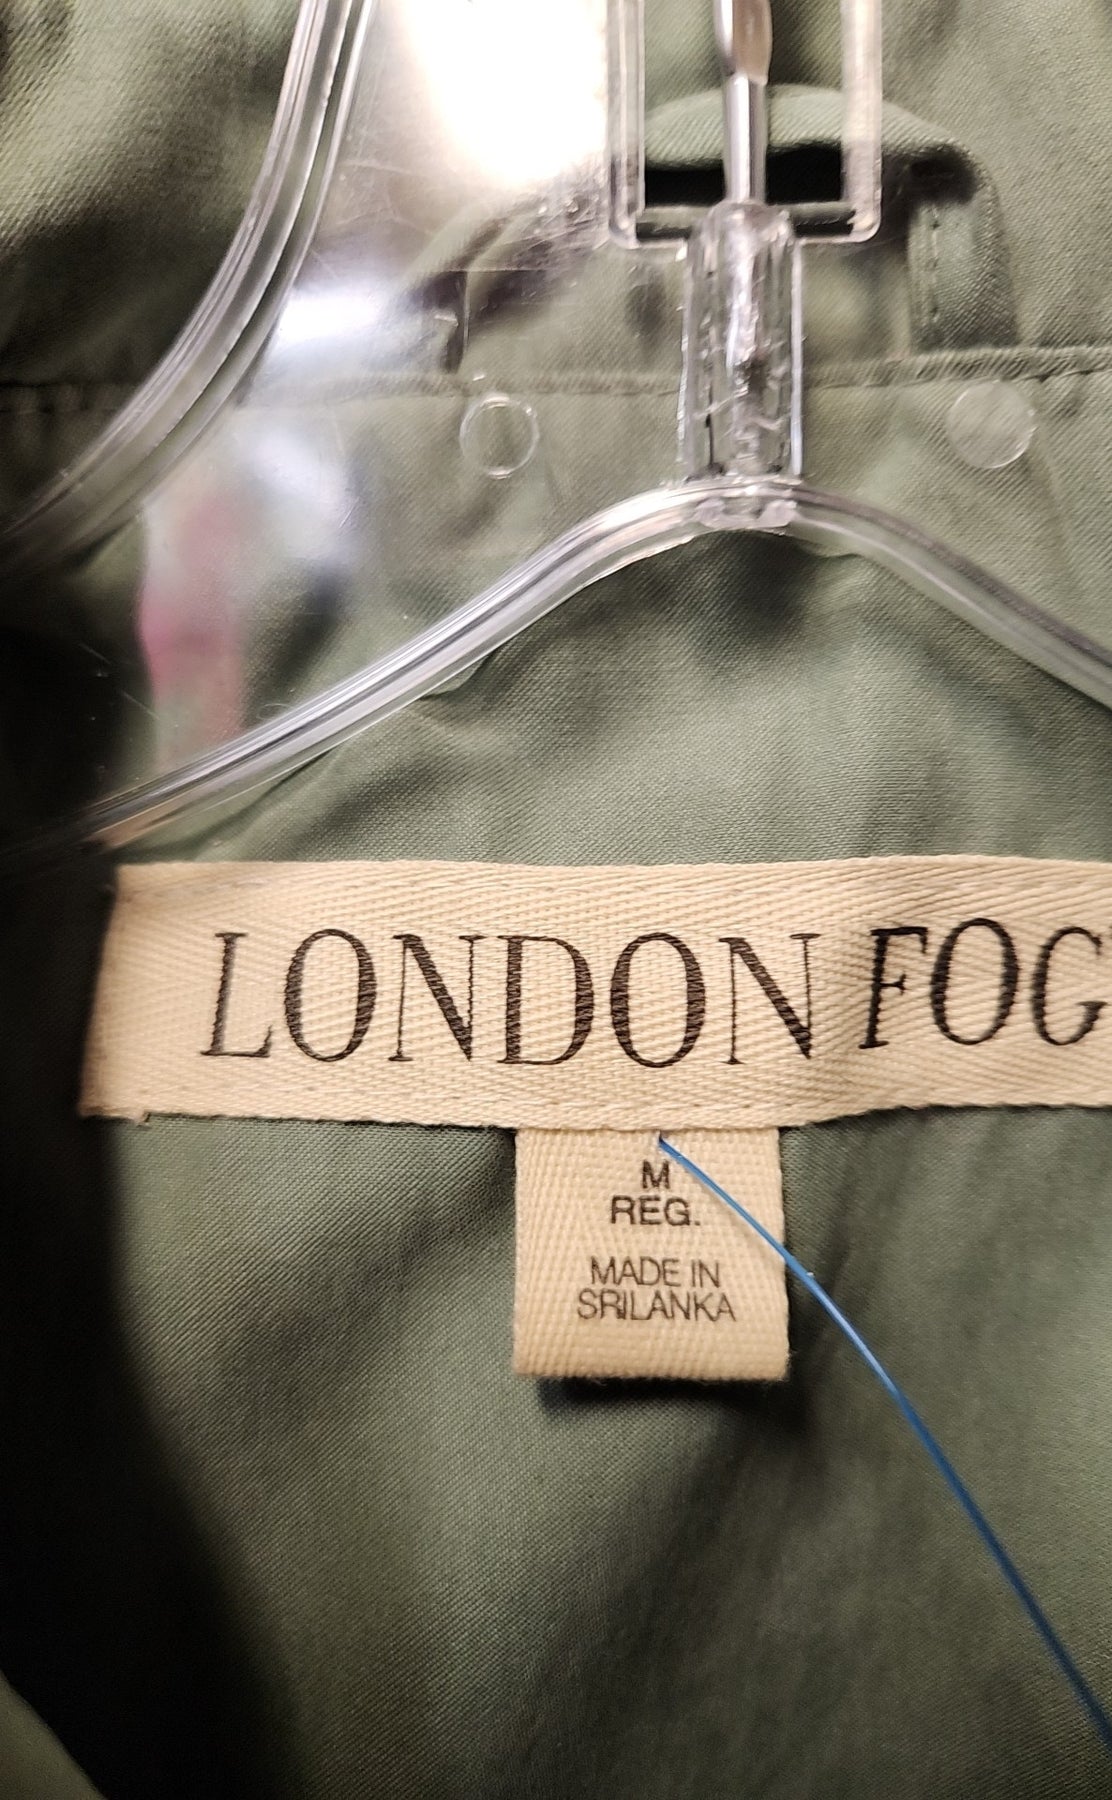 LONDON FOG
M
REG.
MADE IN
SRILANKA